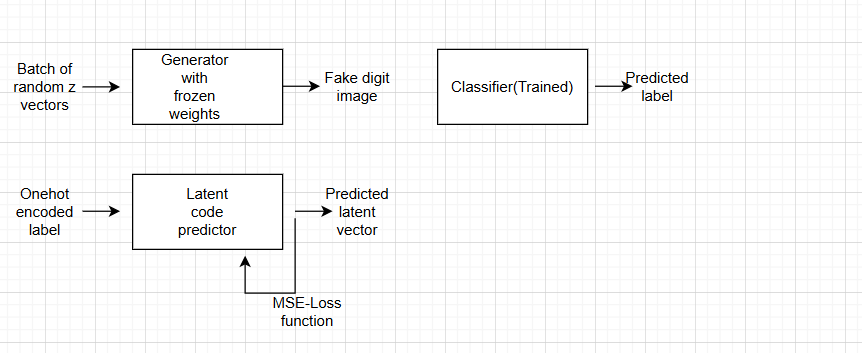 Batch of
random z
vectors
Generator
with
frozen
weights
Fake digit
image
Classifier(Trained)
Predicted
label
Onehot
encoded
label
Latent
code
predictor
Predicted
latent
vector
MSE-Loss
function